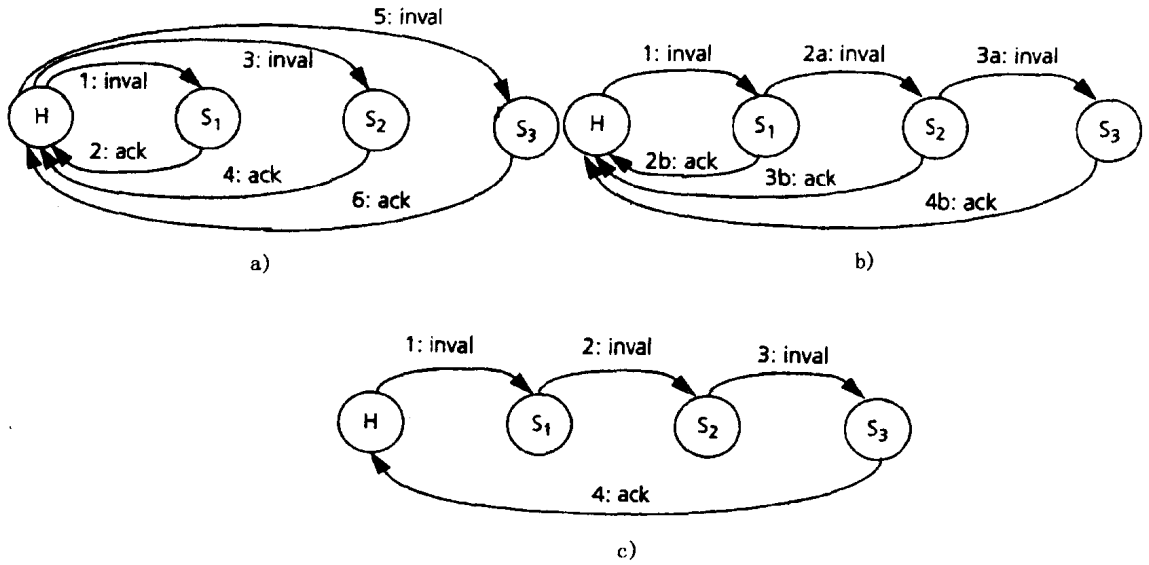 5: inval
3: inval
1: inval
H
S1
S2
S3
2: ack
4: ack
6: ack
a)
1: inval
2a: inval
3a: inval
H
S1
S2
S3
2b: ack
3b: ack
4b: ack
b)
1: inval
2: inval
3: inval
H
S1
S2
S3
4: ack
c)